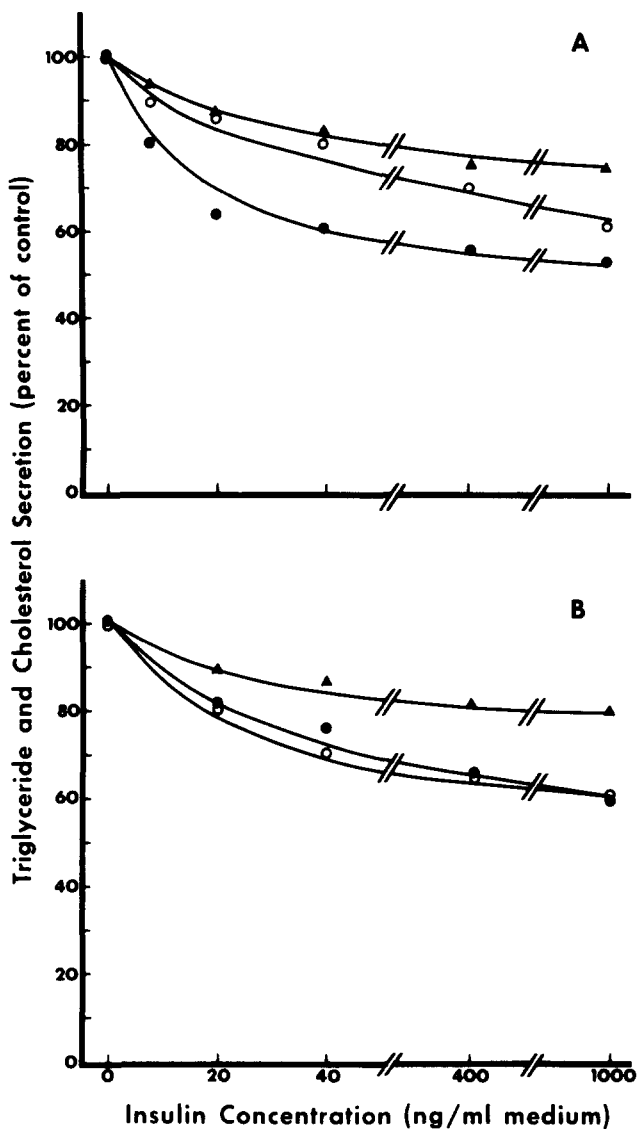 Triglyceride and Cholesterol Secretion (percent of control)
A
100
80
60
40
20
0
B
100
80
60
40
20
0
0 20 40 400 1000
Insulin Concentration (ng/ml medium)